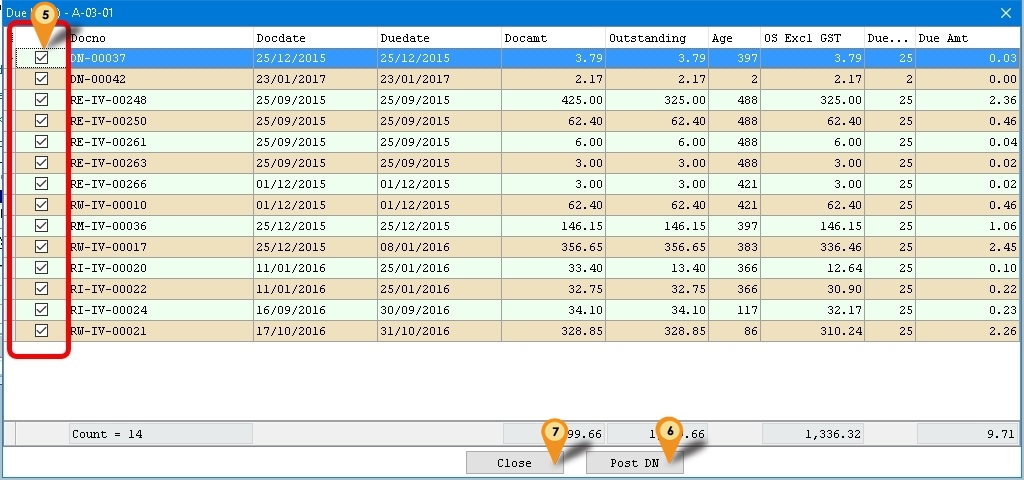 Due - A-03-01
5
Docno Docdate Duedate Docamt Outstanding Age OS Excl GST Due... Due Amt
DN-00037 25/12/2015 25/12/2015 3.79 3.79 397 3.79 25 0.03
DN-00042 23/01/2017 23/01/2017 2.17 2.17 2 2.17 2 0.00
RE-IV-00248 25/09/2015 25/09/2015 425.00 325.00 488 325.00 25 2.36
RE-IV-00250 25/09/2015 25/09/2015 62.40 62.40 488 62.40 25 0.46
RE-IV-00261 25/09/2015 25/09/2015 6.00 6.00 488 6.00 25 0.04
RE-IV-00263 25/09/2015 25/09/2015 3.00 3.00 488 3.00 25 0.02
RE-IV-00266 01/12/2015 01/12/2015 3.00 3.00 421 3.00 25 0.02
RW-IV-00010 01/12/2015 01/12/2015 62.40 62.40 421 62.40 25 0.46
RM-IV-00036 25/12/2015 25/12/2015 146.15 146.15 397 146.15 25 1.06
RW-IV-00017 25/12/2015 08/01/2016 356.65 356.65 383 336.46 25 2.45
RI-IV-00020 11/01/2016 25/01/2016 33.40 13.40 366 12.64 25 0.10
RI-IV-00022 11/01/2016 25/01/2016 32.75 32.75 366 30.90 25 0.22
RI-IV-00024 16/09/2016 30/09/2016 34.10 34.10 117 32.17 25 0.23
RW-IV-00021 17/10/2016 31/10/2016 328.85 328.85 86 310.24 25 2.26
Count = 14 99.66 .66 1,336.32 9.71
7 6
Close Post DN